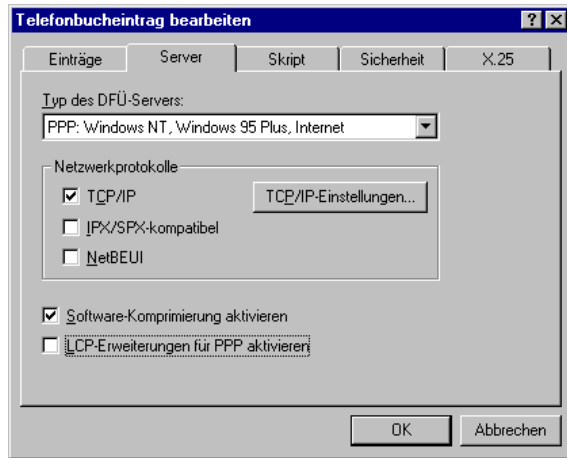 Telefonbucheintrag bearbeiten
Einträge Server Skript Sicherheit X.25
Typ des DFÜ-Servers:
PPP: Windows NT, Windows 95 Plus, Internet
Netzwerkprotokolle
TCP/IP TCP/IP-Einstellungen...
IPX/SPX-kompatibel
NetBEUI
Software-Komprimierung aktivieren
LCP-Erweiterungen für PPP aktivieren
OK Abbrechen